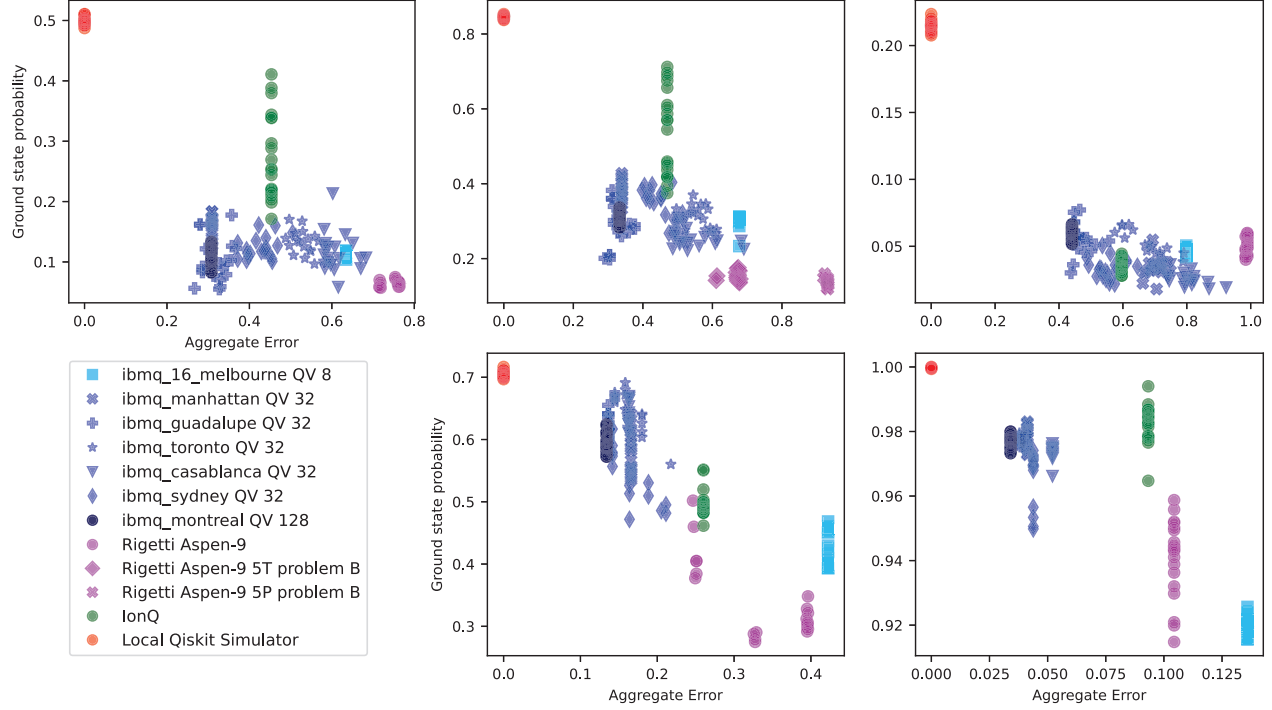 0.5
0.4
0.3
0.2
0.1
Ground state probability
0.0 0.2 0.4 0.6 0.8
Aggregate Error
0.8
0.6
0.4
0.2
0.0 0.2 0.4 0.6 0.8
Aggregate Error
0.20
0.15
0.10
0.05
0.0 0.2 0.4 0.6 0.8 1.0
Aggregate Error
ibmq_16_melbourne QV 8
ibmq_manhattan QV 32
ibmq_guadalupe QV 32
ibmq_toronto QV 32
ibmq_casablanca QV 32
ibmq_sydney QV 32
ibmq_montreal QV 128
Rigetti Aspen-9
Rigetti Aspen-9 5T problem B
Rigetti Aspen-9 5P problem B
IonQ
Local Qiskit Simulator
0.7
0.6
0.5
0.4
0.3
Ground state probability
0.0 0.1 0.2 0.3 0.4
Aggregate Error
1.00
0.98
0.96
0.94
0.92
0.000 0.025 0.050 0.075 0.100 0.125
Aggregate Error